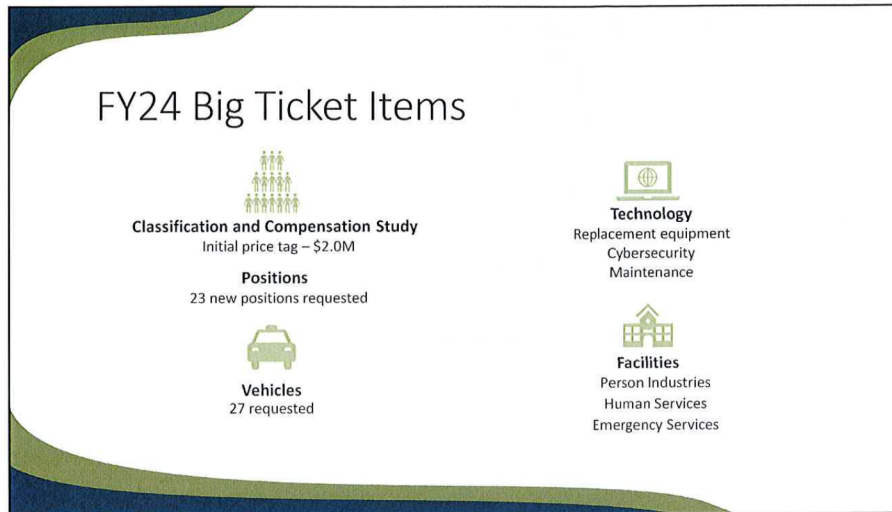 FY24 Big Ticket Items
Classification and Compensation Study
Initial price tag – $2.0M
Positions
23 new positions requested
Vehicles
27 requested
Technology
Replacement equipment
Cybersecurity
Maintenance
Facilities
Person Industries
Human Services
Emergency Services